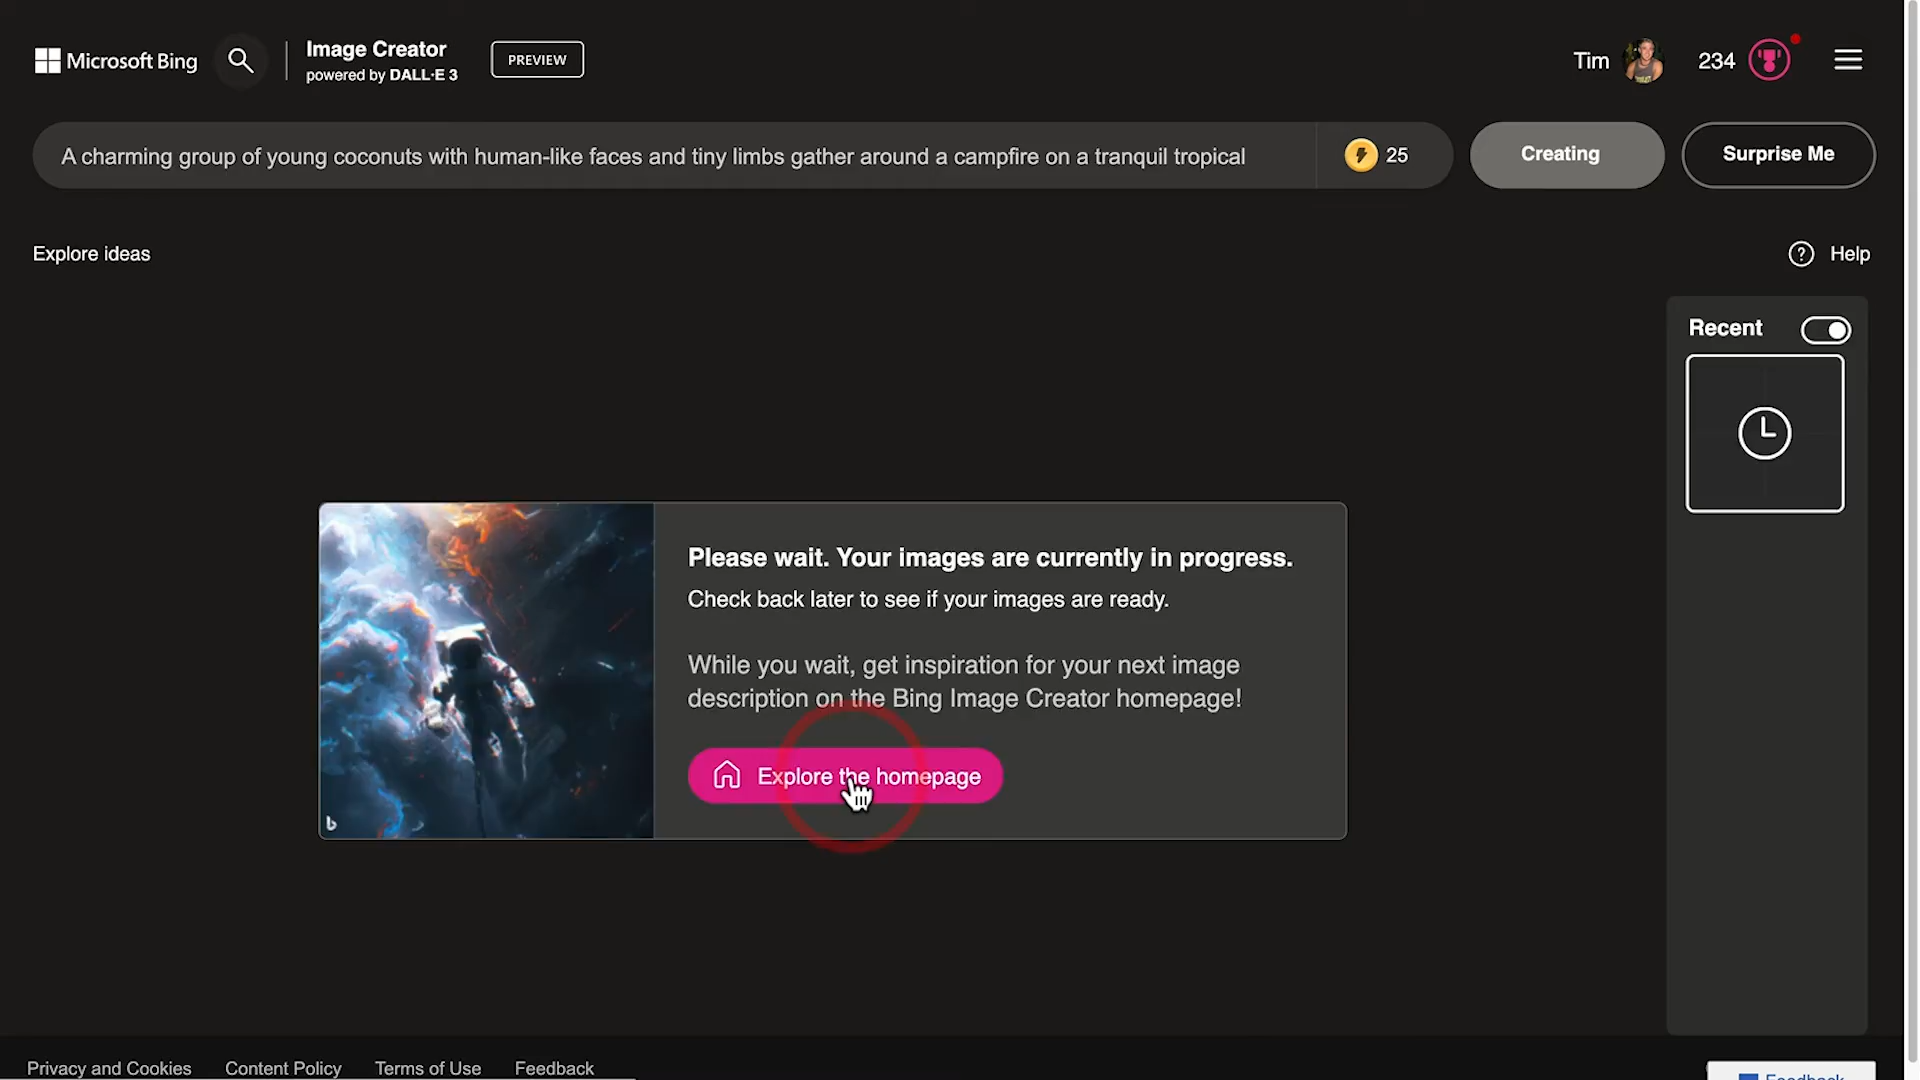 Microsoft Bing
Image Creator
powered by DALL·E 3
PREVIEW
Tim
234
A charming group of young coconuts with human-like faces and tiny limbs gather around a campfire on a tranquil tropical
25
Creating
Surprise Me
Explore ideas
Help
Recent
Please wait. Your images are currently in progress.
Check back later to see if your images are ready.
While you wait, get inspiration for your next image
description on the Bing Image Creator homepage!
Explore the homepage
Privacy and Cookies
Content Policy
Terms of Use
Feedback
Feedback